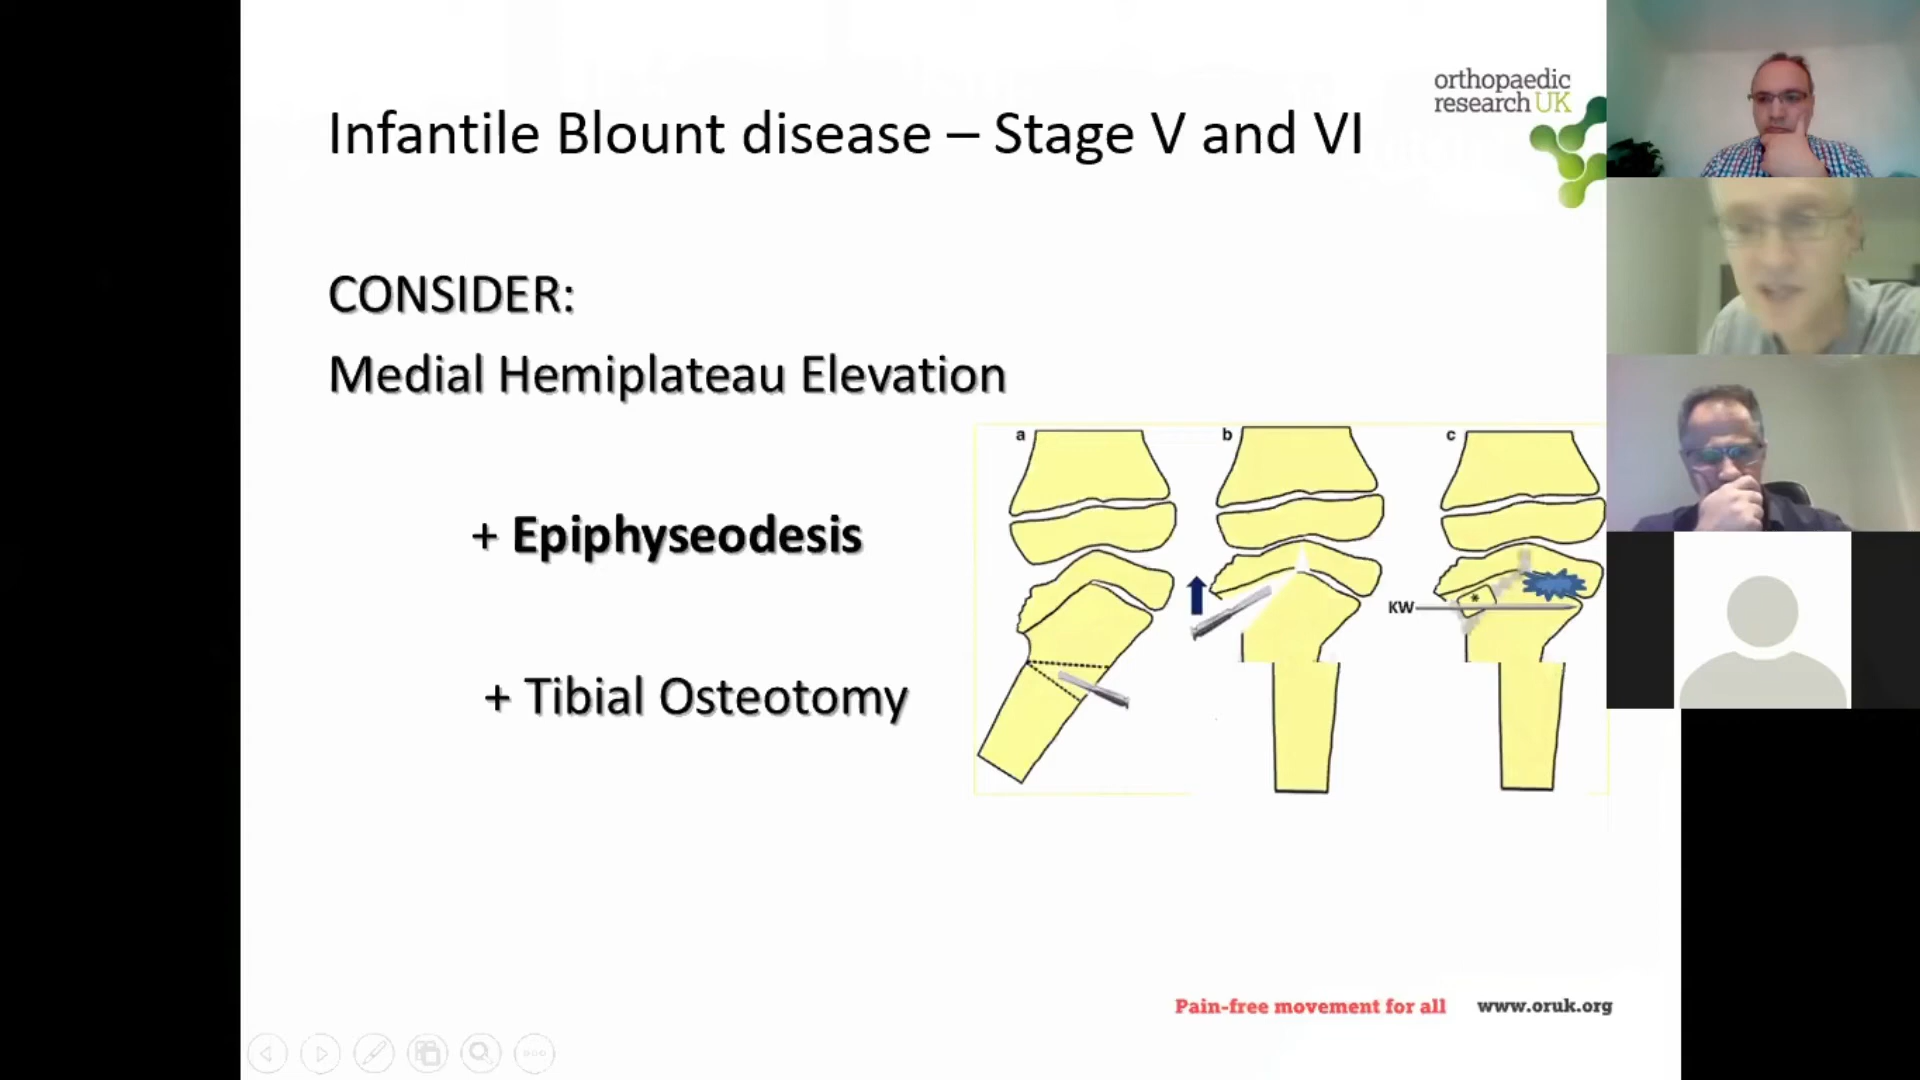 orthopaedic
research UK
Infantile Blount disease – Stage V and VI
CONSIDER:
Medial Hemiplateau Elevation
+ Epiphyseodesis
+ Tibial Osteotomy
a
b
c
KW
*
Pain-free movement for all
www.oruk.org